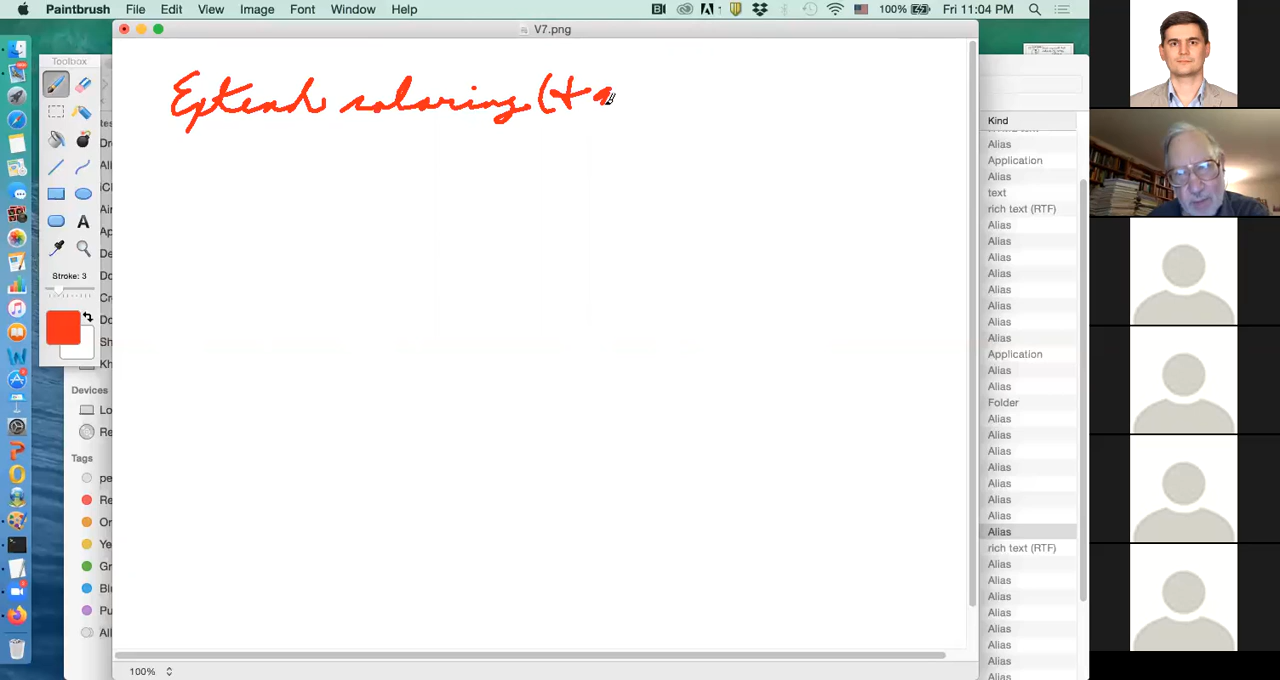 Paintbrush File Edit View Image Font Window Help 100% Fri 11:04 PM
V7.png
Toolbox
Kind
Extend coloring (+
Alias
Application
Alias
text
rich text (RTF)
Alias
Alias
Alias
Alias
Alias
Alias
Alias
Alias
Application
Alias
Alias
Folder
Alias
Alias
Alias
Alias
Alias
Alias
Alias
Alias
rich text (RTF)
Alias
Alias
Alias
Alias
Alias
Alias
Alias
Alias
Stroke: 3
Devices
Tags
100%